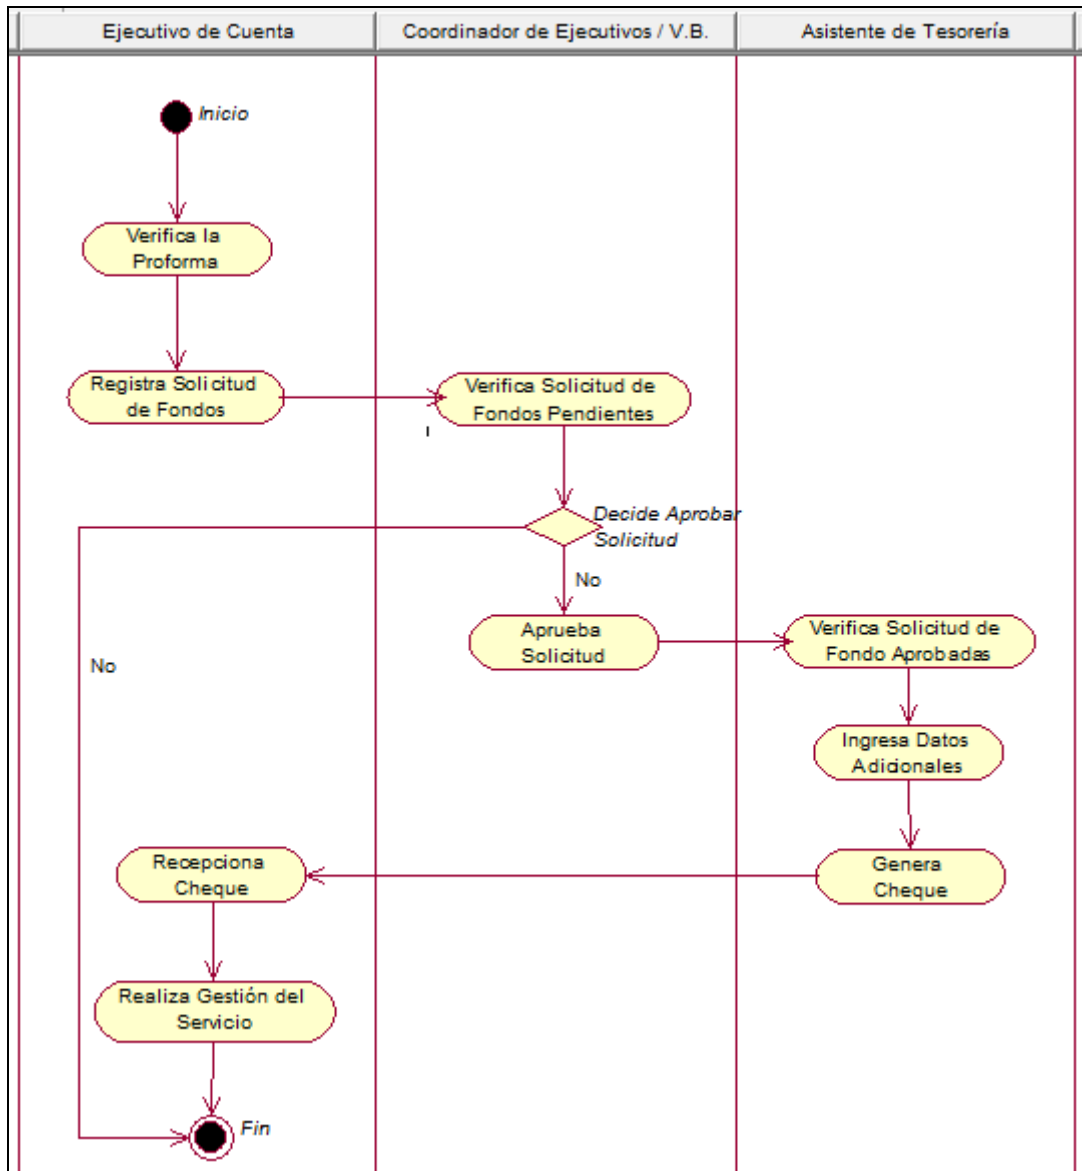 Ejecutivo de Cuenta
Coordinador de Ejecutivos / V.B.
Asistente de Tesorería
Inicio
Verifica la
Proforma
Registra Solicitud
de Fondos
Verifica Solicitud de
Fondos Pendientes
Decide Aprobar
Solicitud
No
Aprueba
Solicitud
Verifica Solicitud de
Fondo Aprobadas
No
Ingresa Datos
Adicionales
Genera
Cheque
Recepciona
Cheque
Realiza Gestión del
Servicio
Fin